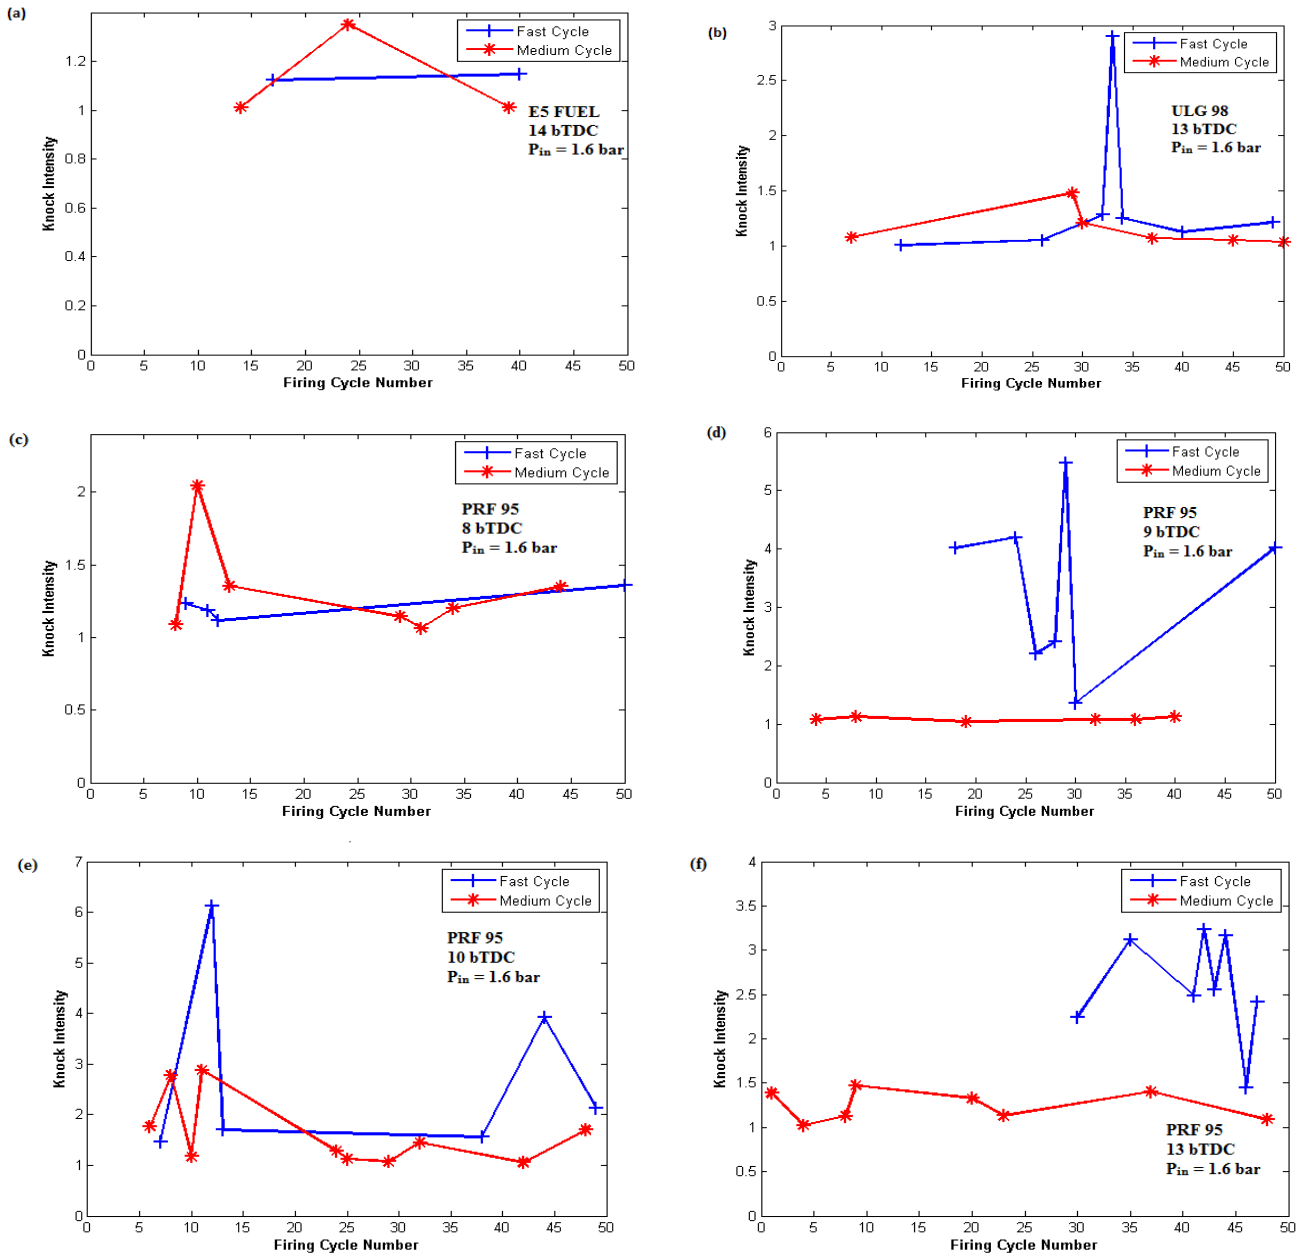 (a)
Fast Cycle
Medium Cycle
E5 FUEL
14 bTDC
Pin = 1.6 bar
Knock Intensity
0
0.2
0.4
0.6
0.8
1
1.2
0 5 10 15 20 25 30 35 40 45 50
Firing Cycle Number
(b)
Fast Cycle
Medium Cycle
ULG 98
13 bTDC
Pin = 1.6 bar
Knock Intensity
0
0.5
1
1.5
2
2.5
3
0 5 10 15 20 25 30 35 40 45 50
Firing Cycle Number
(c)
Fast Cycle
Medium Cycle
PRF 95
8 bTDC
Pin = 1.6 bar
Knock Intensity
0
0.5
1
1.5
2
0 5 10 15 20 25 30 35 40 45 50
Firing Cycle Number
(d)
Fast Cycle
Medium Cycle
PRF 95
9 bTDC
Pin = 1.6 bar
Knock Intensity
0
1
2
3
4
5
6
0 5 10 15 20 25 30 35 40 45 50
Firing Cycle Number
(e)
Fast Cycle
Medium Cycle
PRF 95
10 bTDC
Pin = 1.6 bar
Knock Intensity
0
1
2
3
4
5
6
7
0 5 10 15 20 25 30 35 40 45 50
Firing Cycle Number
(f)
Fast Cycle
Medium Cycle
PRF 95
13 bTDC
Pin = 1.6 bar
Knock Intensity
0
0.5
1
1.5
2
2.5
3
3.5
4
0 5 10 15 20 25 30 35 40 45 50
Firing Cycle Number